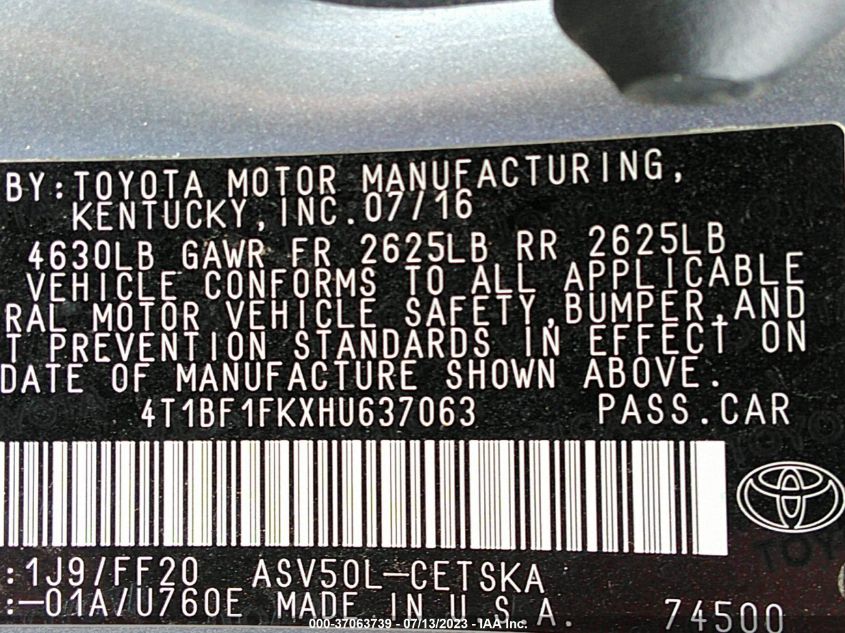 BY:TOYOTA MOTOR MANUFACTURING,
KENTUCKY,INC.07/16
4630LB GAWR FR 2625LB RR 2625LB
VEHICLE CONFORMS TO ALL APPLICABLE
RAL MOTOR VEHICLE SAFETY,BUMPER,AND
T PREVENTION STANDARDS IN EFFECT ON
DATE OF MANUFACTURE SHOWN ABOVE.
4T1BF1FKXHU637063 PASS.CAR
:1J9/FF20 ASV50L-CETSKA
:-01A/U760E MADE IN U.S.A. 74500
000-37063739 - 07/13/2023 - IAA Inc.